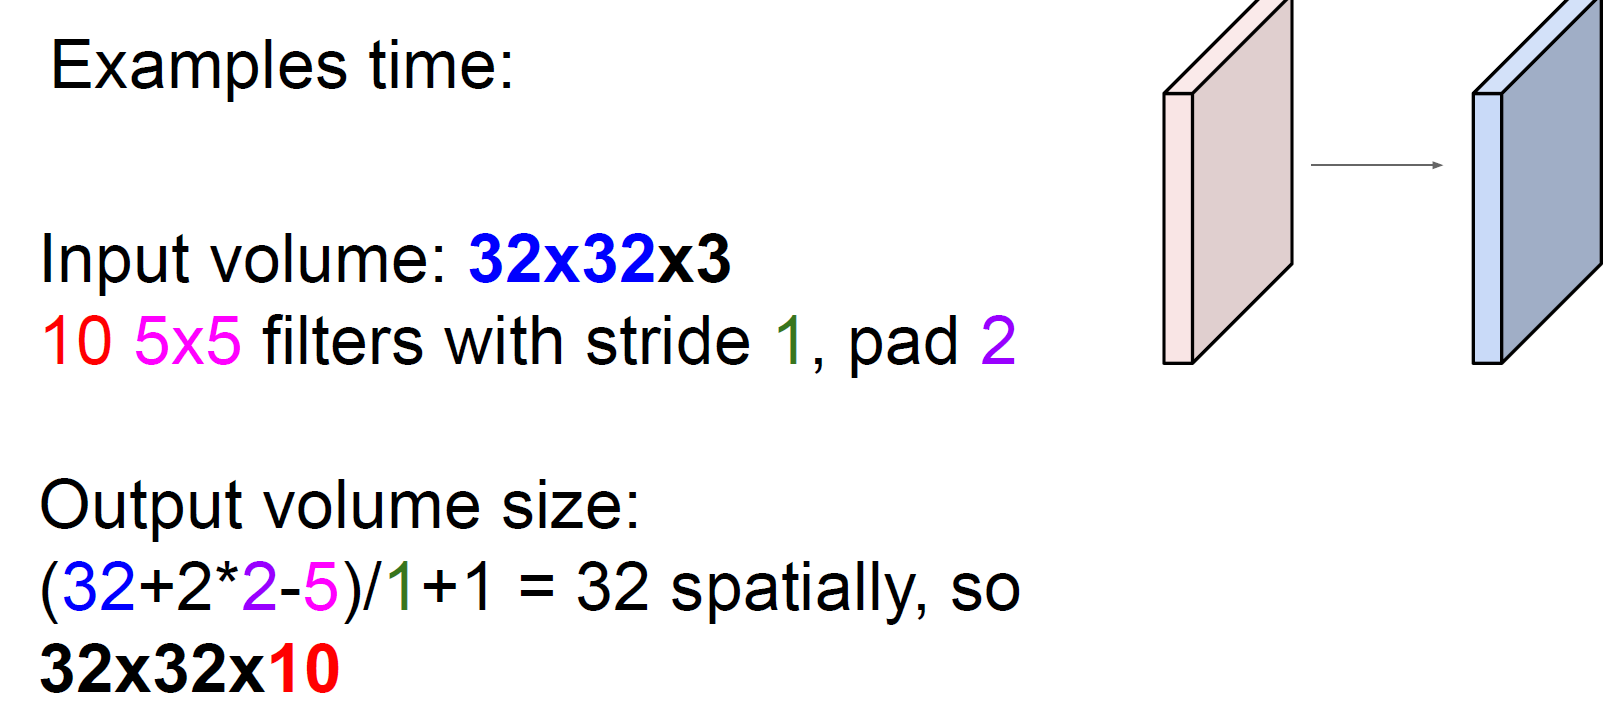 Examples time:
Input volume: 32x32x3
10 5x5 filters with stride 1, pad 2
Output volume size:
(32+2*2-5)/1+1 = 32 spatially, so
32x32x10